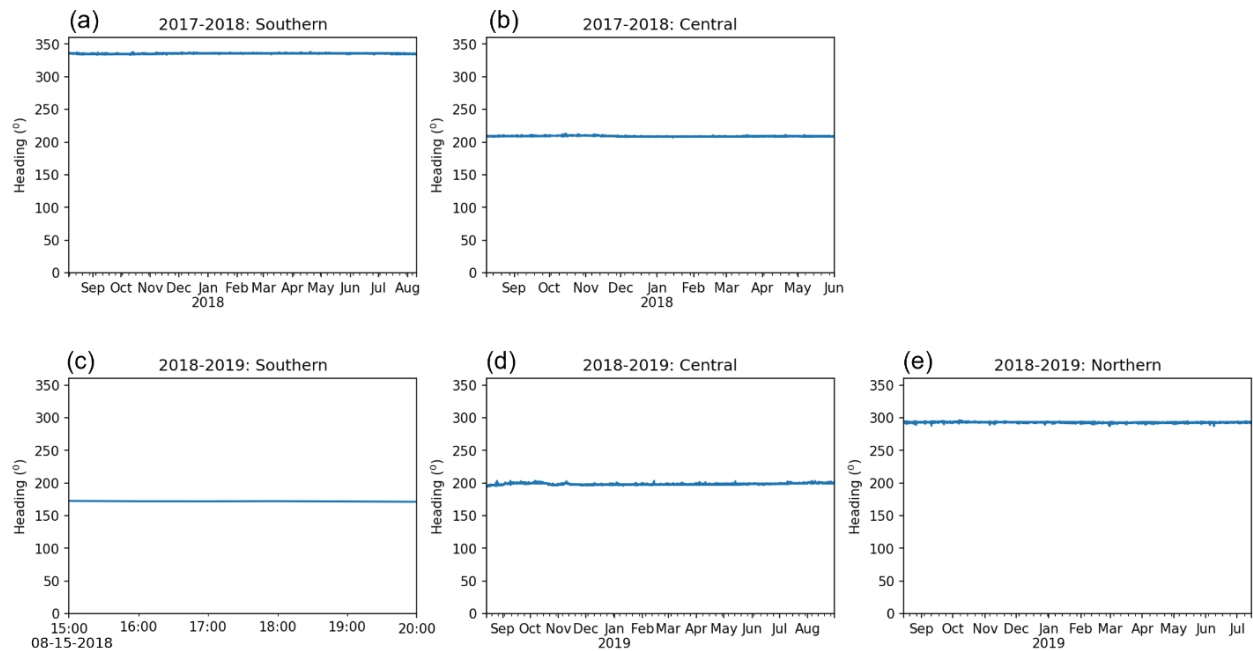 (a)
2017-2018: Southern
350
300
250
200
150
100
50
0
Heading (⁰)
Sep Oct Nov Dec Jan Feb Mar Apr May Jun Jul Aug
2018
(b)
2017-2018: Central
350
300
250
200
150
100
50
0
Heading (⁰)
Sep Oct Nov Dec Jan Feb Mar Apr May Jun
2018
(c)
2018-2019: Southern
350
300
250
200
150
100
50
0
Heading (⁰)
15:00 16:00 17:00 18:00 19:00 20:00
08-15-2018
(d)
2018-2019: Central
350
300
250
200
150
100
50
0
Heading (⁰)
Sep Oct Nov Dec Jan Feb Mar Apr May Jun Jul Aug
2019
(e)
2018-2019: Northern
350
300
250
200
150
100
50
0
Heading (⁰)
Sep Oct Nov Dec Jan Feb Mar Apr May Jun Jul
2019